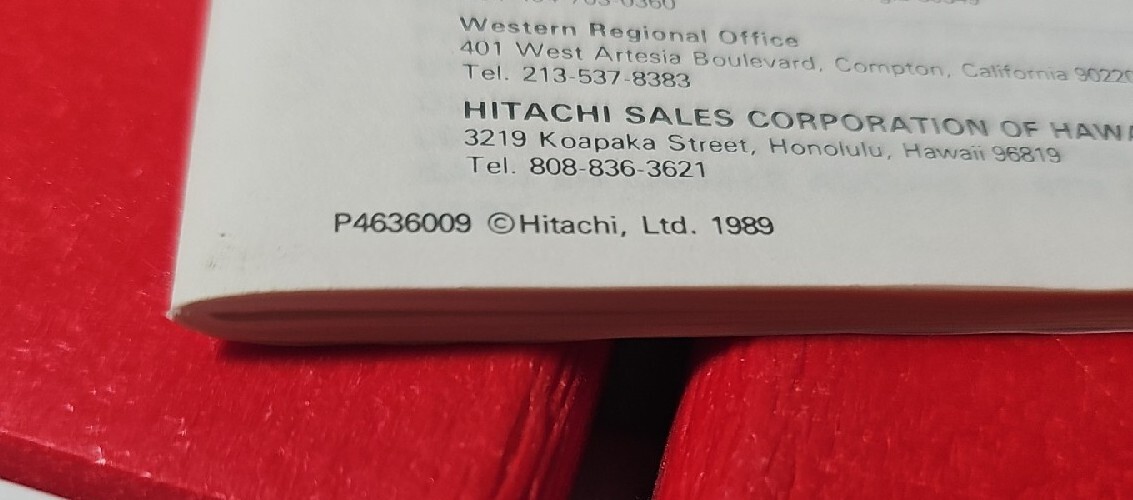 Western Regional Office
401 West Artesia Boulevard, Compton, California 90220
Tel. 213-537-8383
HITACHI SALES CORPORATION OF
3219 Koapaka Street, Honolulu, Hawaii 96819
Tel. 808-836-3621
P4636009 ©Hitachi, Ltd. 1989